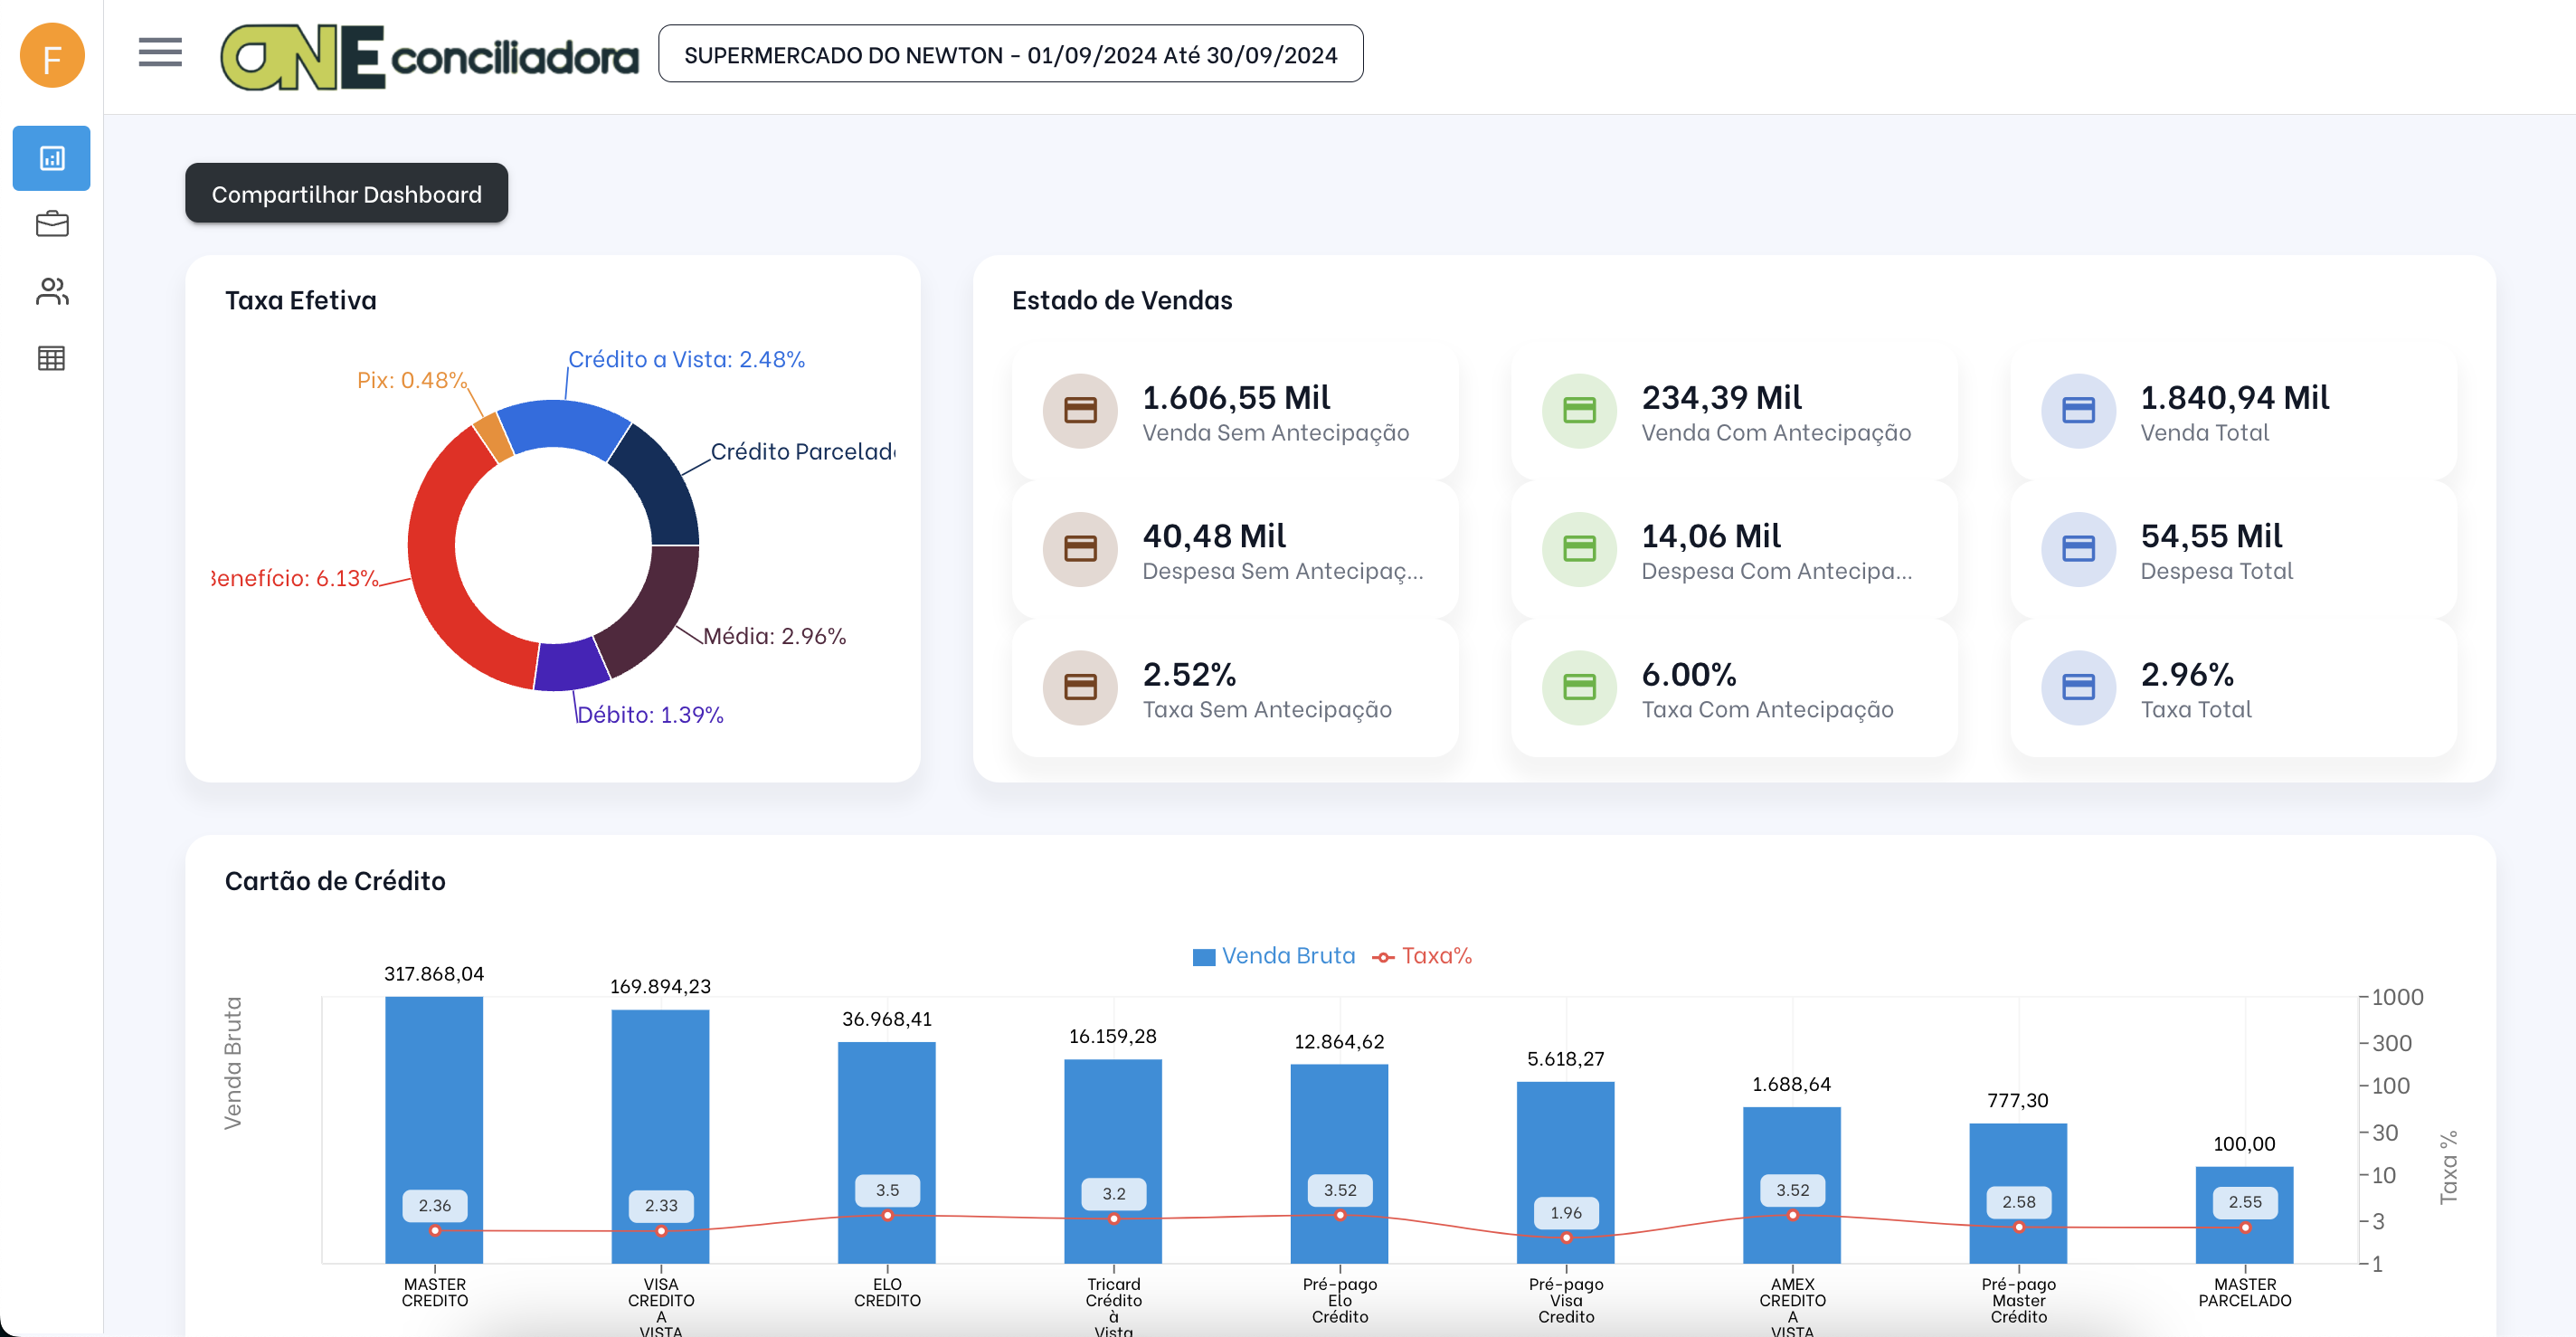 F
ONE conciliadora
SUPERMERCADO DO NEWTON - 01/09/2024 Até 30/09/2024
Compartilhar Dashboard
Taxa Efetiva
Crédito a Vista: 2.48%
Pix: 0.48%
Crédito Parcelad
Benefício: 6.13%
Média: 2.96%
Débito: 1.39%
Estado de Vendas
1.606,55 Mil
Venda Sem Antecipação
234,39 Mil
Venda Com Antecipação
1.840,94 Mil
Venda Total
40,48 Mil
Despesa Sem Antecipaç...
14,06 Mil
Despesa Com Antecipa...
54,55 Mil
Despesa Total
2.52%
Taxa Sem Antecipação
6.00%
Taxa Com Antecipação
2.96%
Taxa Total
Cartão de Crédito
Venda Bruta
Taxa%
Venda Bruta
317.868,04
169.894,23
36.968,41
16.159,28
12.864,62
5.618,27
1.688,64
777,30
100,00
2.36
2.33
3.5
3.2
3.52
1.96
3.52
2.58
2.55
1000
300
100
30
10
3
1
Taxa %
MASTER
CREDITO
VISA
CREDITO
A
VISTA
ELO
CREDITO
Tricard
Crédito
à
Vista
Pré-pago
Elo
Crédito
Pré-pago
Visa
Credito
AMEX
CREDITO
A
VISTA
Pré-pago
Master
Crédito
MASTER
PARCELADO